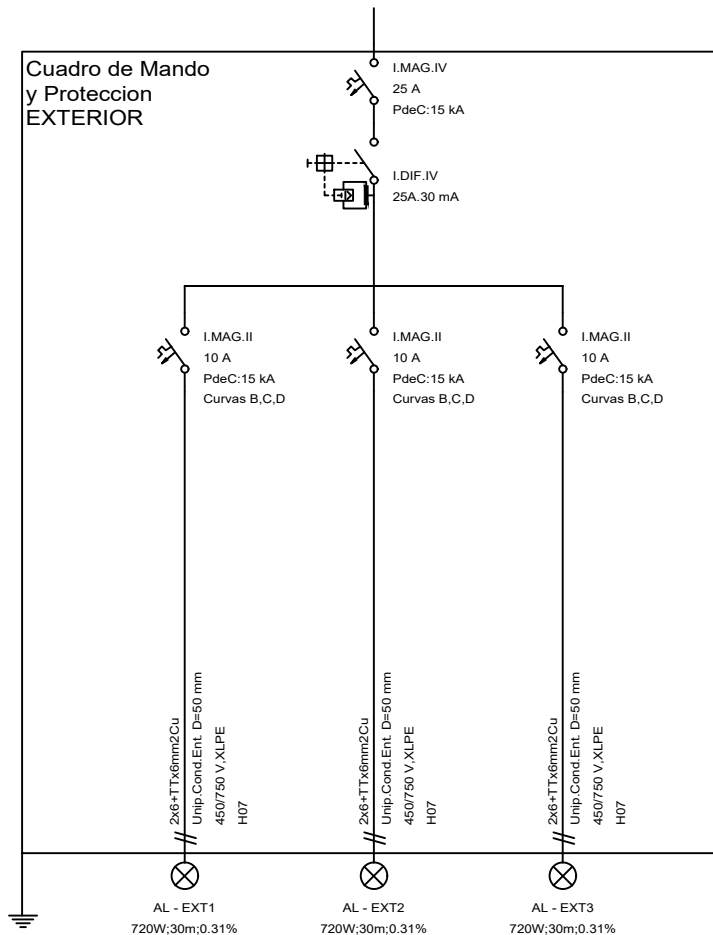 Cuadro de Mando
y Proteccion
EXTERIOR
I.MAG.IV
25 A
PdeC:15 kA
I.DIF.IV
25A.30 mA
I.MAG.II
10 A
PdeC:15 kA
Curvas B,C,D
I.MAG.II
10 A
PdeC:15 kA
Curvas B,C,D
I.MAG.II
10 A
PdeC:15 kA
Curvas B,C,D
2x6+TTx6mm2Cu
Unip.Cond.Ent. D=50 mm
450/750 V,XLPE
H07
2x6+TTx6mm2Cu
Unip.Cond.Ent. D=50 mm
450/750 V,XLPE
H07
2x6+TTx6mm2Cu
Unip.Cond.Ent. D=50 mm
450/750 V,XLPE
H07
AL - EXT1
720W;30m;0.31%
AL - EXT2
720W;30m;0.31%
AL - EXT3
720W;30m;0.31%